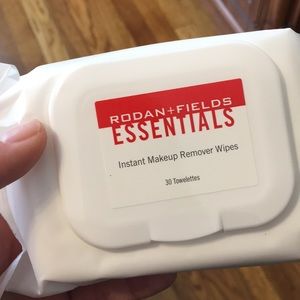 RODAN+FIELDS
ESSENTIALS
Instant Makeup Remover Wipes
30 Towelettes